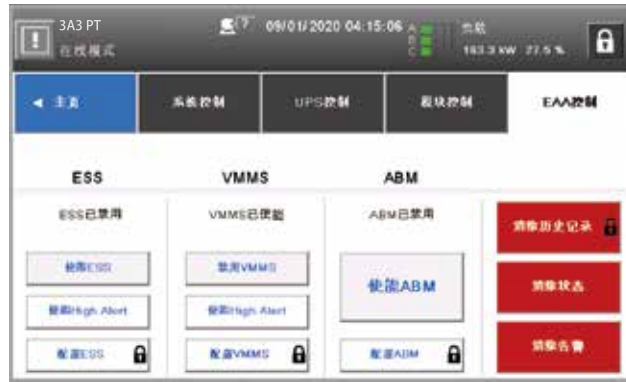 3A3 PT
09/01/2020 04:15:06
负载
在线模式
163.3 kW 27.5 %
主页
系统控制
UPS控制
模块控制
EAA控制
ESS
VMMS
ABM
ESS已禁用
VMMS已使能
ABM已禁用
清除历史记录
使能ESS
禁用VMMS
使能ABM
清除状态
使能High Alert
使能High Alert
配置ESS
配置VMMS
配置ABM
清除告警